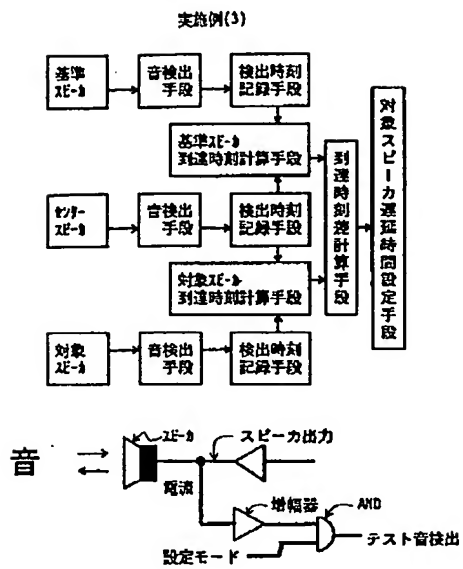 実施例(3)
基準
スピーカ
音検出
手段
検出時刻
記録手段
基準スピーカ
到達時刻計算手段
センター
スピーカ
音検出
手段
検出時刻
記録手段
対象スピーカ
到達時刻計算手段
対象
スピーカ
音検出
手段
検出時刻
記録手段
到達時刻差計算手段
対象スピーカ遅延時間設定手段
音
スピーカ
スピーカ出力
電流
増幅器
AND
設定モード
テスト音検出